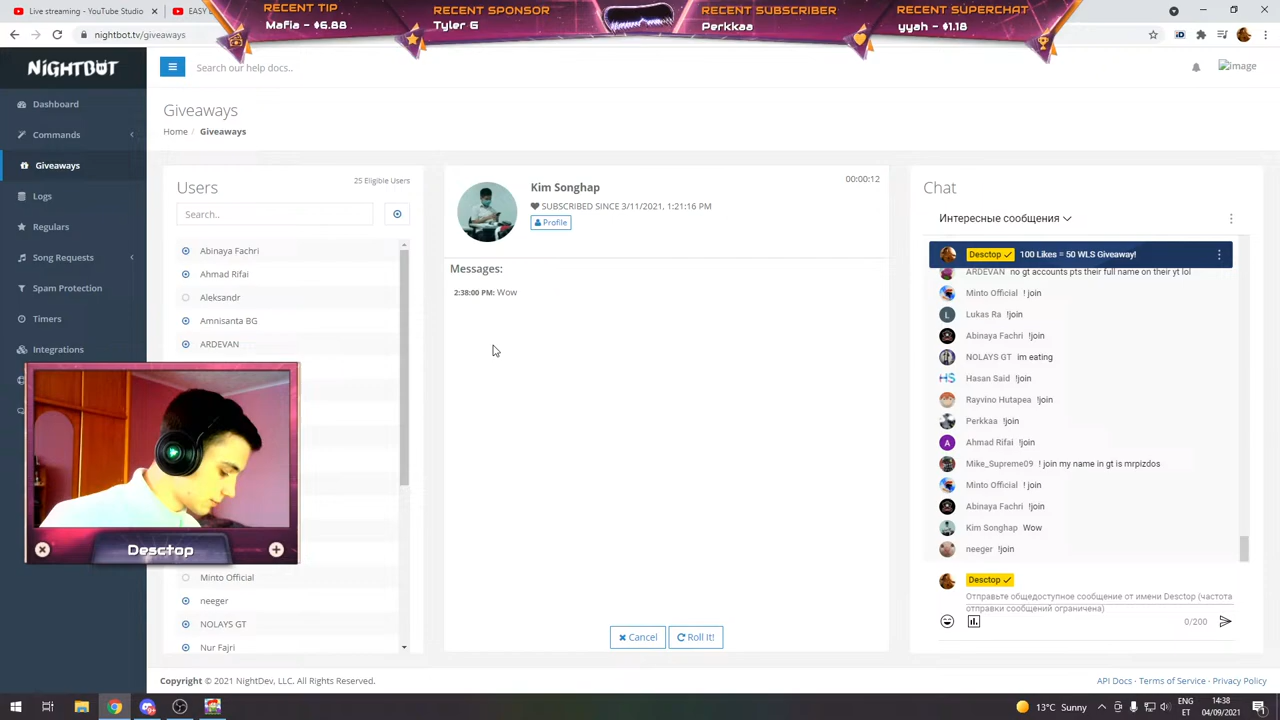 (1) YouTube Studio
(5) YouTube Studio
RECENT TIP
MaFia - $6.88
RECENT SPONSOR
Tyler G
RECENT SUBSCRIBER
Perkkaa
RECENT SUPERCHAT
yyah - $1.18
nightbot.tv/giveaways
NiGHTBOT
Search our help docs..
image
Dashboard
Commands
Giveaways
Logs
Regulars
Song Requests
Spam Protection
Timers
Integrations
Giveaways
Home / Giveaways
Users
25 Eligible Users
Search..
Abinaya Fachri
Ahmad Rifai
Aleksandr
Amnisanta BG
ARDEVAN
Minto Official
neeger
NOLAYS GT
Nur Fajri
Desctop
Kim Songhap
00:00:12
SUBSCRIBED SINCE 3/11/2021, 1:21:16 PM
Profile
Messages:
2:38:00 PM: Wow
Cancel
Roll It!
Chat
Интересные сообщения
Desctop 100 Likes = 50 WLS Giveaway!
ARDEVAN no gt accounts pts their full name on their yt lol
Minto Official ! join
Lukas Ra !join
Abinaya Fachri !join
NOLAYS GT im eating
Hasan Said !join
Rayvino Hutapea !join
Perkkaa !join
Ahmad Rifai !join
Mike_Supreme09 ! join my name in gt is mrpizdos
Minto Official ! join
Abinaya Fachri !join
Kim Songhap Wow
neeger !join
Desctop
Отправьте общедоступное сообщение от имени Desctop (частота
отправки сообщений ограничена)
0/200
Copyright © 2021 NightDev, LLC. All Rights Reserved.
API Docs · Terms of Service · Privacy Policy
13°C Sunny
ENG
ET
14:38
04/09/2021